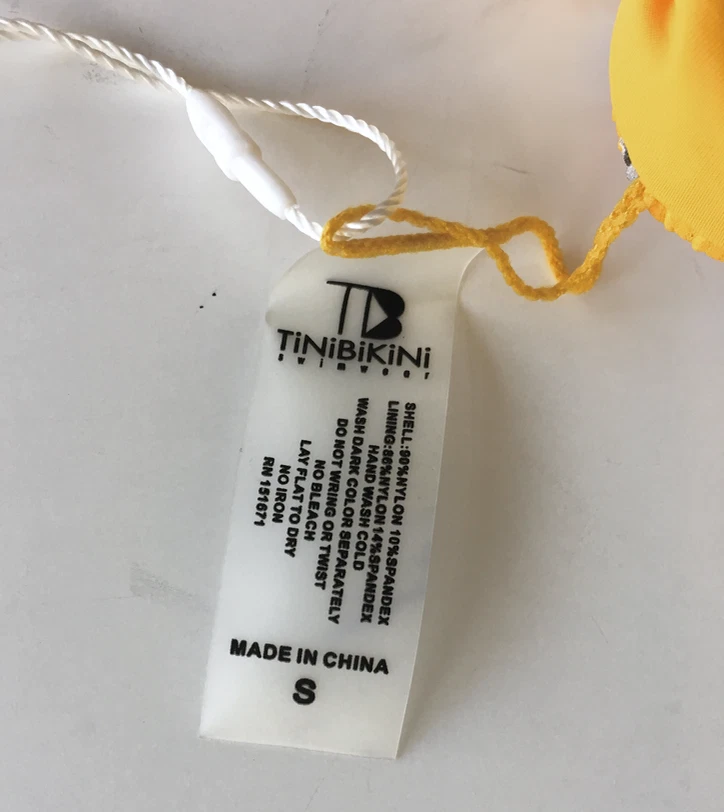 TB
TiNiBiKiNi
swimwear
SHELL:90%NYLON 10%SPANDEX
LINING:86%NYLON 14%SPANDEX
HAND WASH COLD
WASH DARK COLOR SEPARATELY
DO NOT WRING OR TWIST
NO BLEACH
LAY FLAT TO DRY
NO IRON
RN 151671
MADE IN CHINA
S